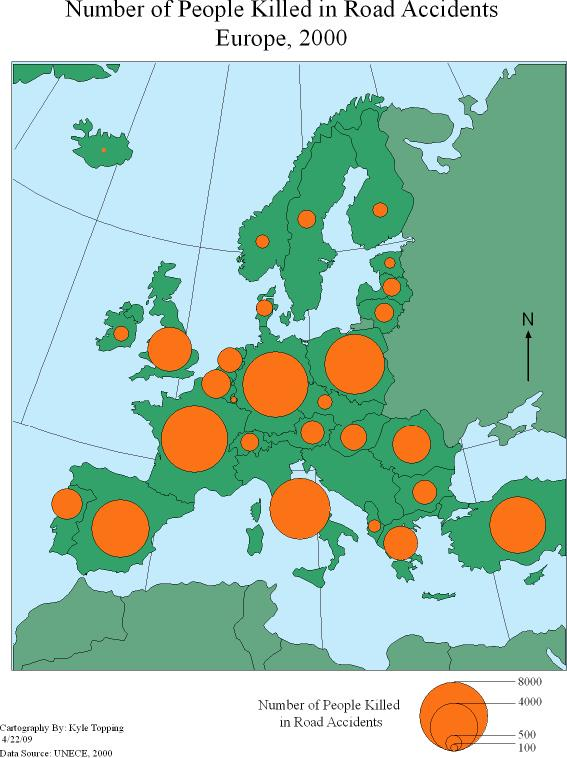 Number of People Killed in Road Accidents
Europe, 2000
N
8000
4000
500
100
Number of People Killed
in Road Accidents
Cartography By: Kyle Topping
4/22/09
Data Source: UNECE, 2000